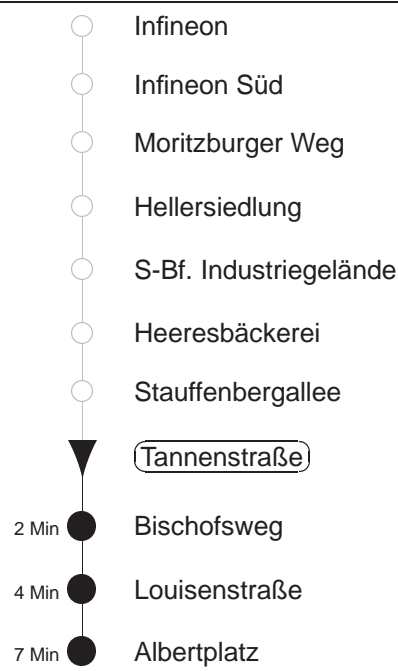 Infineon
Infineon Süd
Moritzburger Weg
Hellersiedlung
S-Bf. Industriegelände
Heeresbäckerei
Stauffenbergallee
Tannenstraße
2 Min Bischofsweg
4 Min Louisenstraße
7 Min Albertplatz